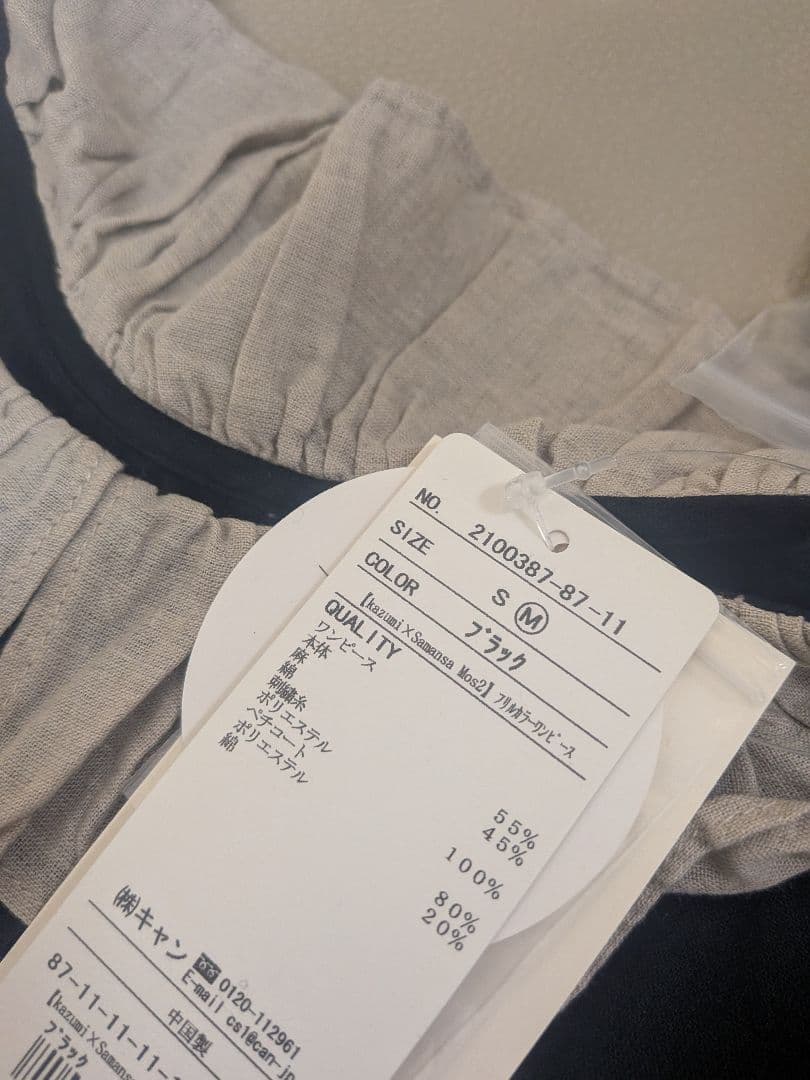 NO. 2100387-87-11
SIZE S M
COLOR ブラック
【kazumi×Samansa Mos2】フリルカラーワンピース
QUALITY
ワンピース
本体
麻 55%
綿 45%
刺繍糸
ポリエステル 100%
ペチコート
ポリエステル 80%
綿 20%
㈱キャン 0120-112961
E-mail cs1@can-jp
中国製
87-11-11-11-
【kazumi×Samansa
ブラック